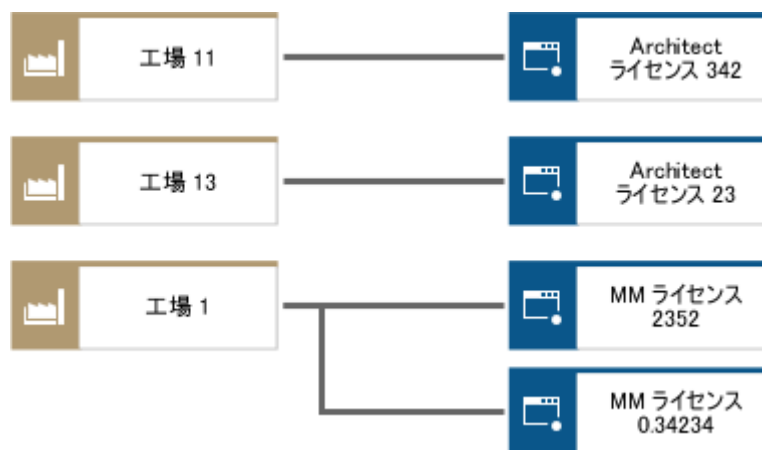 工場 11
Architect
ライセンス 342
工場 13
Architect
ライセンス 23
工場 1
MM ライセンス
2352
MM ライセンス
0.34234